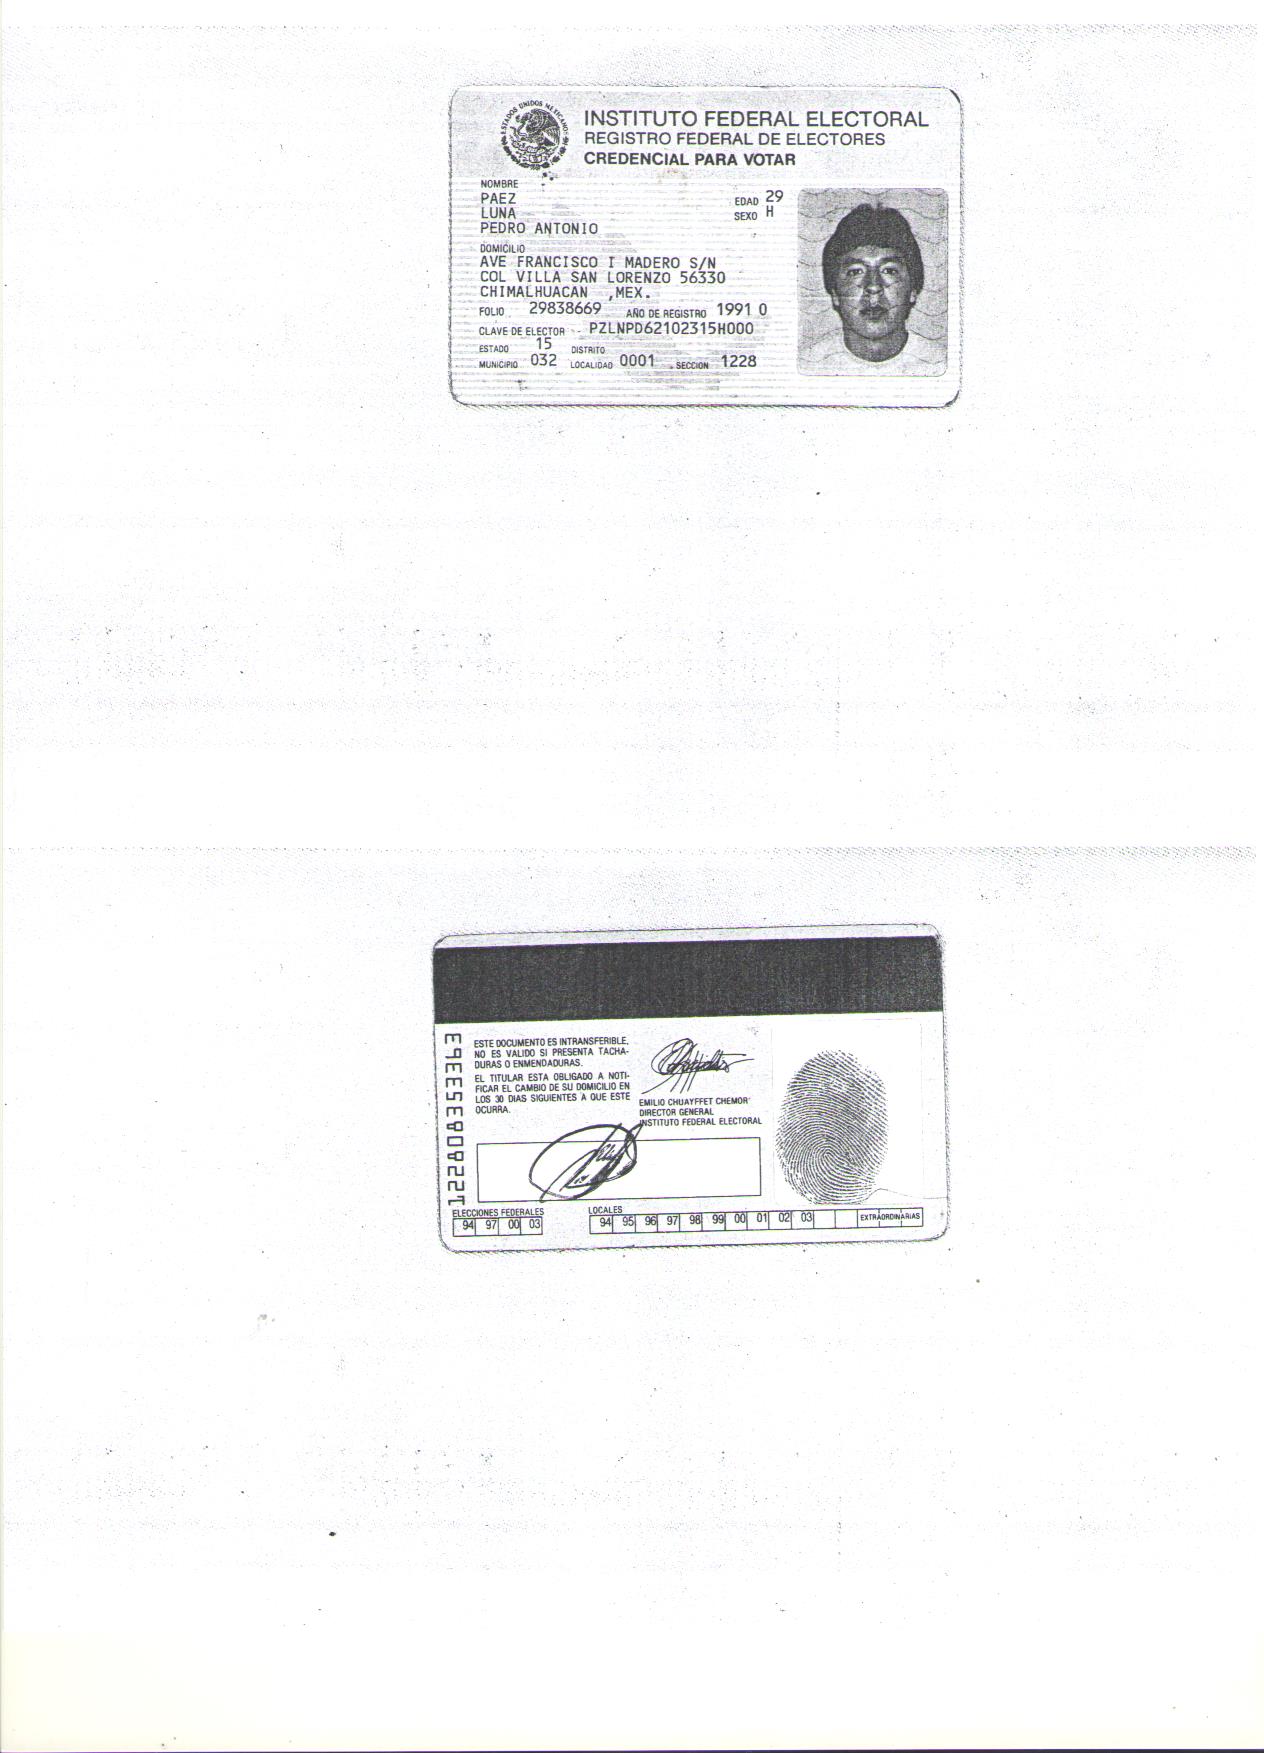 ESTADOS UNIDOS MEXICANOS
INSTITUTO FEDERAL ELECTORAL
REGISTRO FEDERAL DE ELECTORES
CREDENCIAL PARA VOTAR
NOMBRE
PAEZ
LUNA
PEDRO ANTONIO
EDAD 29
SEXO H
DOMICILIO
AVE FRANCISCO I MADERO S/N
COL VILLA SAN LORENZO 56330
CHIMALHUACAN ,MEX.
FOLIO 29838669 AÑO DE REGISTRO 1991 0
CLAVE DE ELECTOR PZLNPD62102315H000
ESTADO 15 DISTRITO
MUNICIPIO 032 LOCALIDAD 0001 SECCION 1228
ESTE DOCUMENTO ES INTRANSFERIBLE,
NO ES VALIDO SI PRESENTA TACHA-
DURAS O ENMENDADURAS.
EL TITULAR ESTA OBLIGADO A NOTI-
FICAR EL CAMBIO DE SU DOMICILIO EN
LOS 30 DIAS SIGUIENTES A QUE ESTE
OCURRA.
EMILIO CHUAYFFET CHEMOR
DIRECTOR GENERAL
INSTITUTO FEDERAL ELECTORAL
ELECCIONES FEDERALES
94 97 00 03
LOCALES
94 95 96 97 98 99 00 01 02 03 EXTRAORDINARIAS